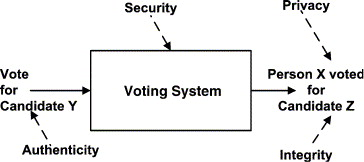 Security
Privacy
Vote
for
Candidate Y
Voting System
Person X voted
for
Candidate Z
Authenticity
Integrity